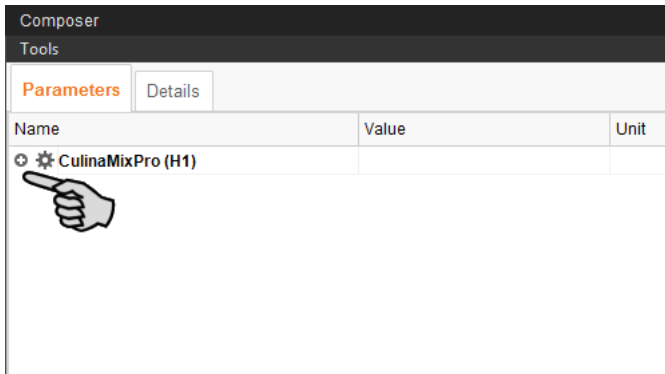 Composer
Tools
Parameters Details
Name Value Unit
CulinaMixPro (H1)